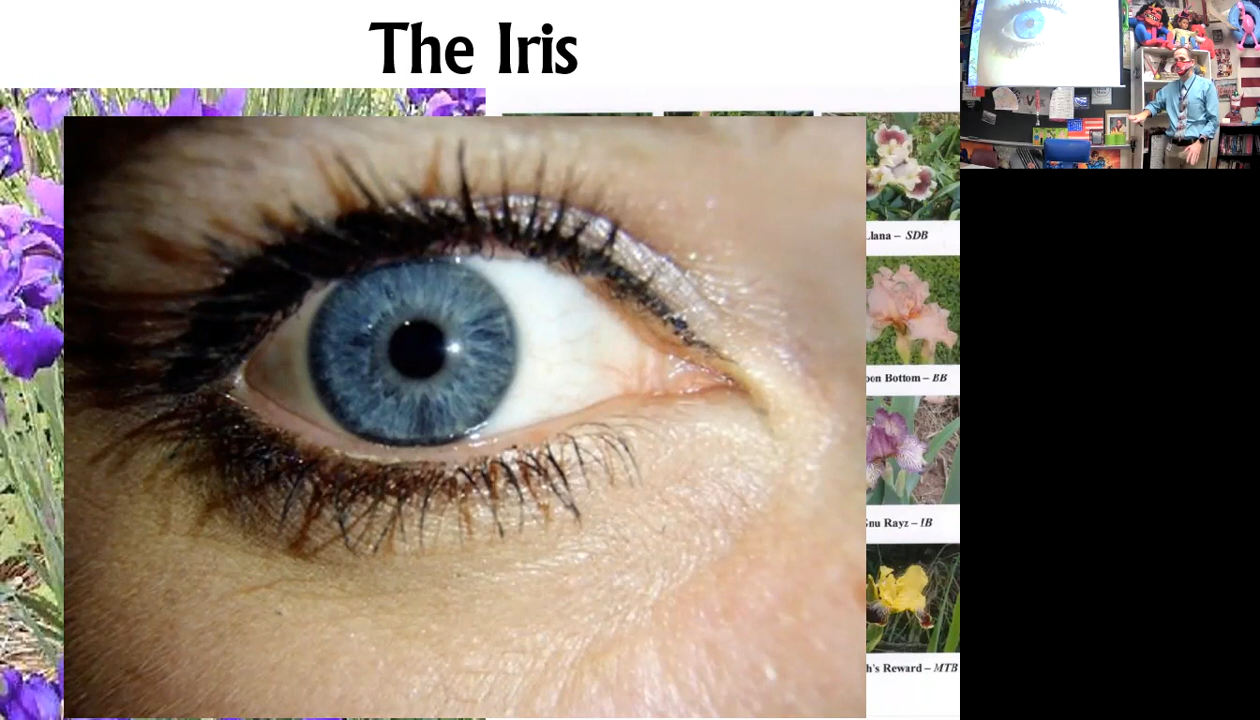 The Iris
Llana – SDB
oon Bottom – BB
Gnu Rayz – IB
h's Reward – MTB